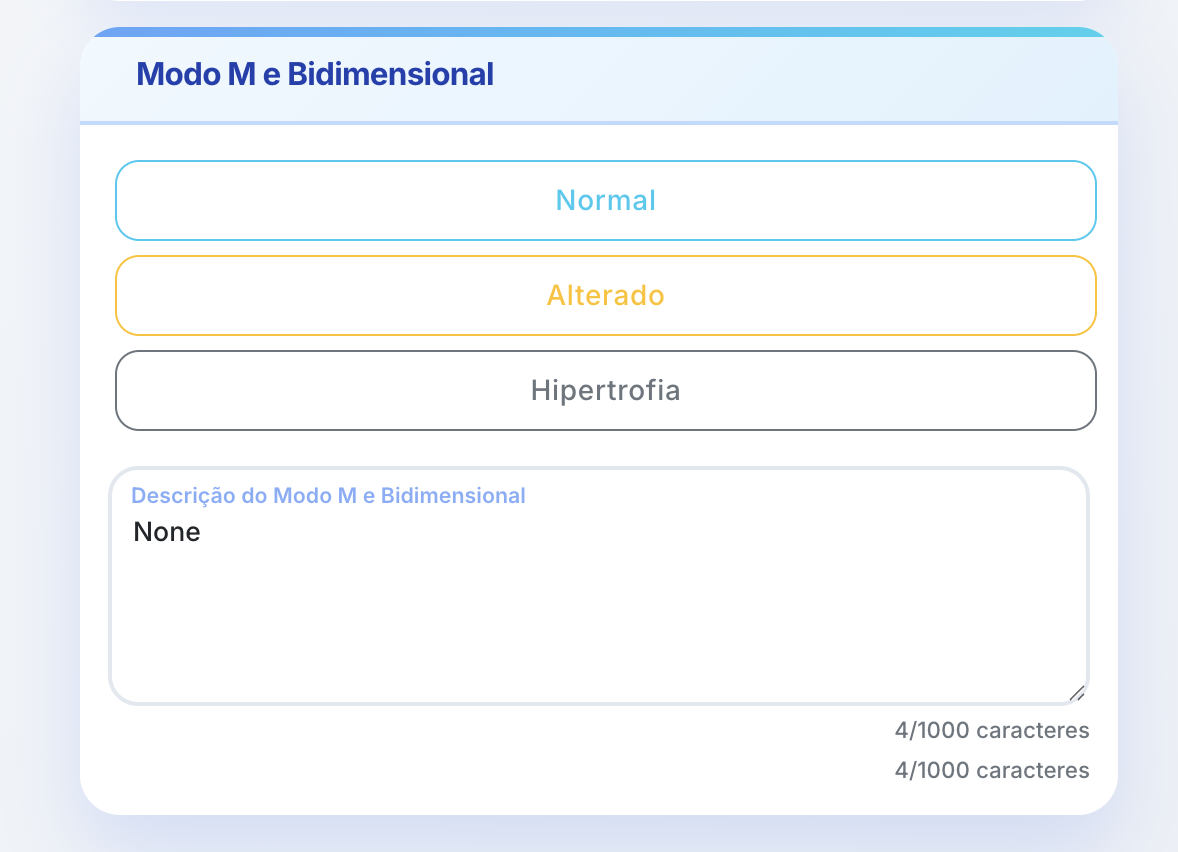 Modo M e Bidimensional
Normal
Alterado
Hipertrofia
Descrição do Modo M e Bidimensional
None
4/1000 caracteres
4/1000 caracteres